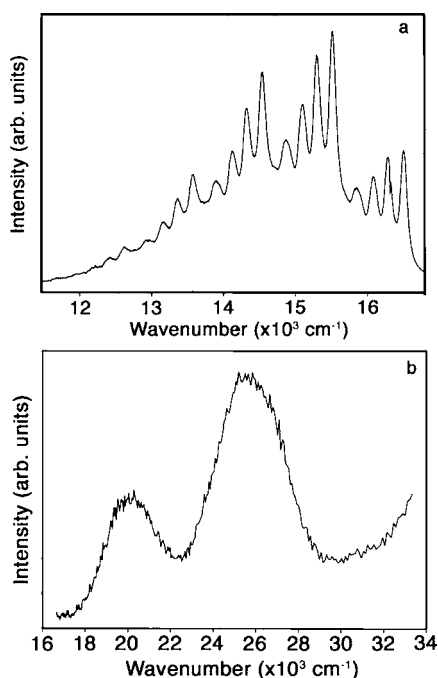 a
Intensity (arb. units)
12 13 14 15 16
Wavenumber (x10³ cm⁻¹)
b
Intensity (arb. units)
16 18 20 22 24 26 28 30 32 34
Wavenumber (x10³ cm⁻¹)